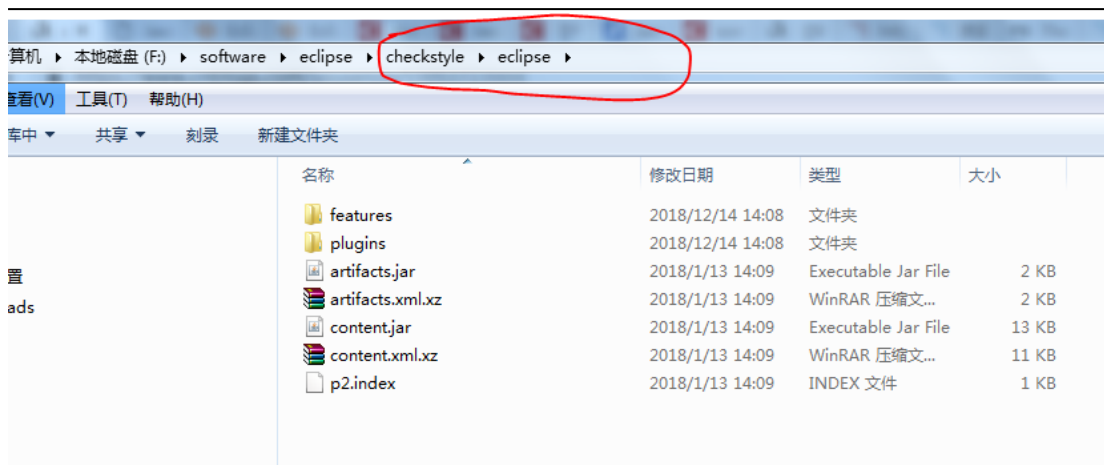 算机 ▸ 本地磁盘 (F:) ▸ software ▸ eclipse ▸ checkstyle ▸ eclipse ▸
查看(V) 工具(T) 帮助(H)
库中 共享 刻录 新建文件夹
名称 修改日期 类型 大小
features 2018/12/14 14:08 文件夹
plugins 2018/12/14 14:08 文件夹
置 artifacts.jar 2018/1/13 14:09 Executable Jar File 2 KB
ads artifacts.xml.xz 2018/1/13 14:09 WinRAR 压缩文... 2 KB
content.jar 2018/1/13 14:09 Executable Jar File 13 KB
content.xml.xz 2018/1/13 14:09 WinRAR 压缩文... 11 KB
p2.index 2018/1/13 14:09 INDEX 文件 1 KB